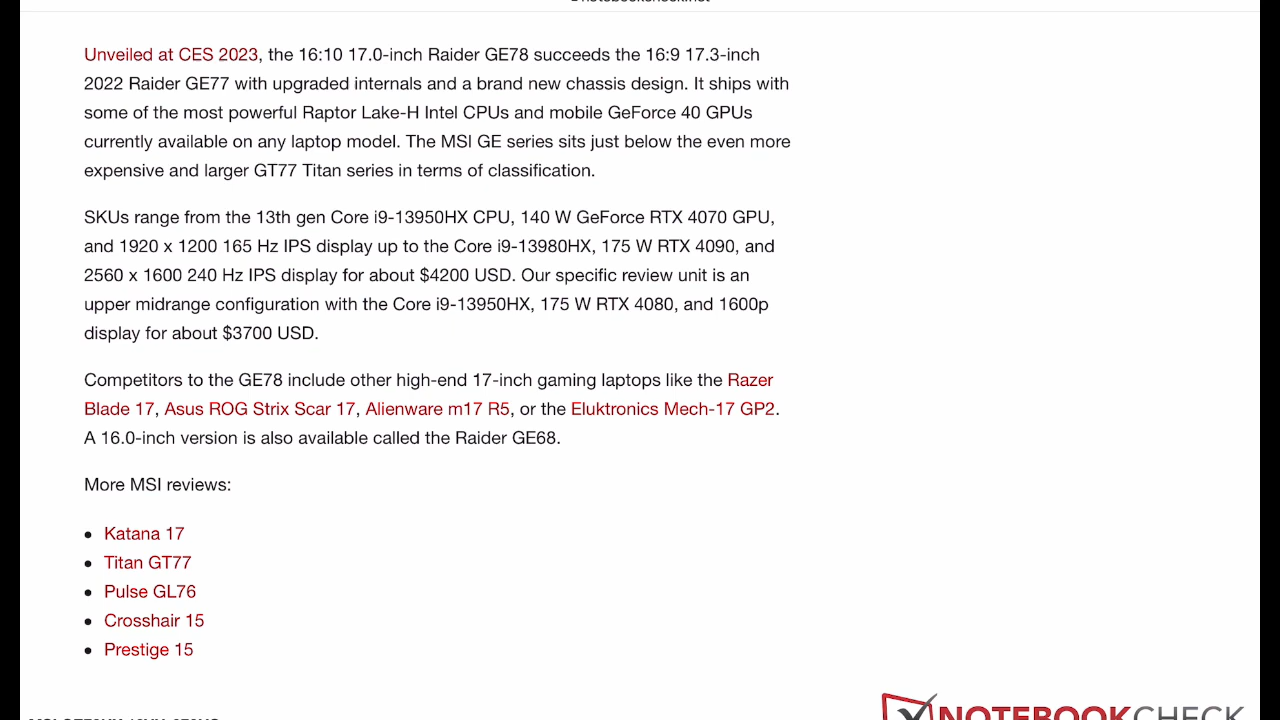 Unveiled at CES 2023, the 16:10 17.0-inch Raider GE78 succeeds the 16:9 17.3-inch
2022 Raider GE77 with upgraded internals and a brand new chassis design. It ships with
some of the most powerful Raptor Lake-H Intel CPUs and mobile GeForce 40 GPUs
currently available on any laptop model. The MSI GE series sits just below the even more
expensive and larger GT77 Titan series in terms of classification.
SKUs range from the 13th gen Core i9-13950HX CPU, 140 W GeForce RTX 4070 GPU,
and 1920 x 1200 165 Hz IPS display up to the Core i9-13980HX, 175 W RTX 4090, and
2560 x 1600 240 Hz IPS display for about $4200 USD. Our specific review unit is an
upper midrange configuration with the Core i9-13950HX, 175 W RTX 4080, and 1600p
display for about $3700 USD.
Competitors to the GE78 include other high-end 17-inch gaming laptops like the Razer
Blade 17, Asus ROG Strix Scar 17, Alienware m17 R5, or the Eluktronics Mech-17 GP2.
A 16.0-inch version is also available called the Raider GE68.
More MSI reviews:
• Katana 17
• Titan GT77
• Pulse GL76
• Crosshair 15
• Prestige 15
NOTEBOOKCHECK